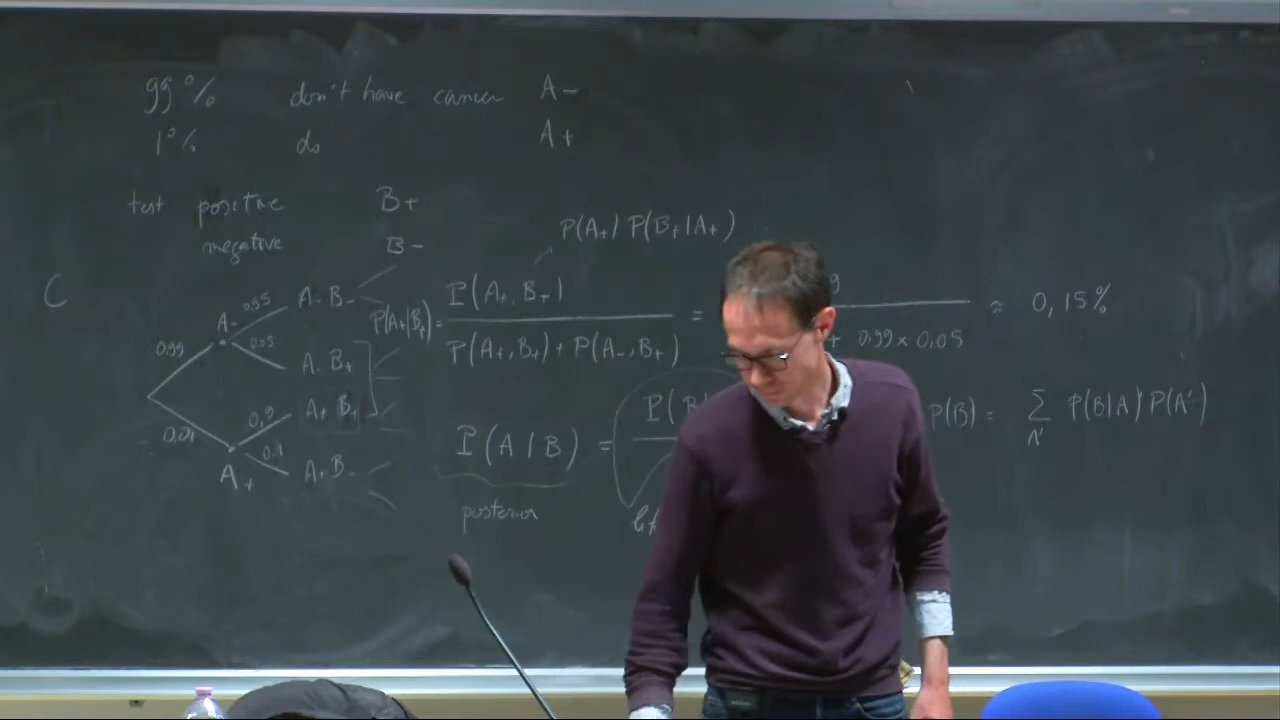 99% don't have cancer A-
1% do A+
test positive B+
negative B-
P(A+) P(B+|A+)
C
0.99 A- 0.95 A- B-
0.05 A- B+
0.01 A+ 0.9 A+ B+
0.1 A+ B-
P(A+|B+) = P(A+, B+) / P(A+, B+) + P(A-, B+) = 9 / + 0,99 × 0,05 ≈ 0,15%
P(A|B) = P(B
P(B) = Σ A' P(B|A') P(A')
posterior